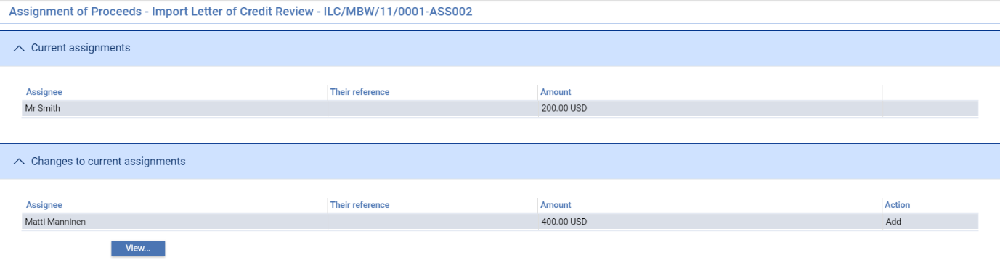 Assignment of Proceeds - Import Letter of Credit Review - ILC/MBW/11/0001-ASS002
Current assignments
Assignee Their reference Amount
Mr Smith 200.00 USD
Changes to current assignments
Assignee Their reference Amount Action
Matti Manninen 400.00 USD Add
View...